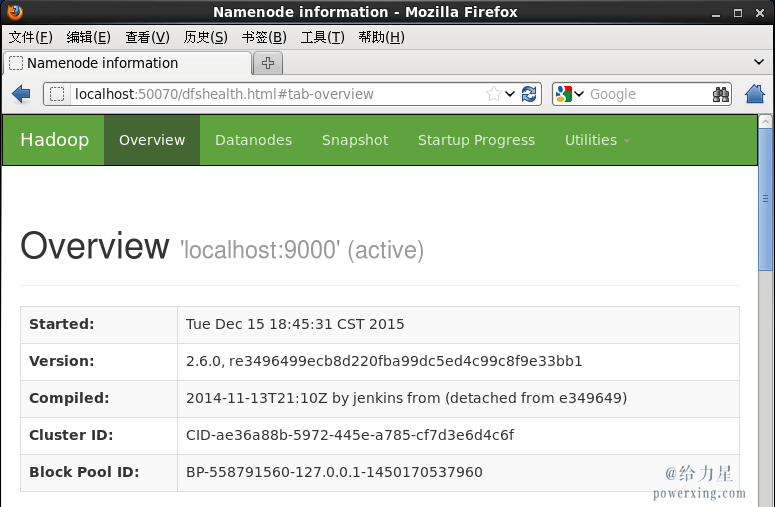 Namenode information - Mozilla Firefox
文件(F) 编辑(E) 查看(V) 历史(S) 书签(B) 工具(T) 帮助(H)
Namenode information
localhost:50070/dfshealth.html#tab-overview Google
Hadoop Overview Datanodes Snapshot Startup Progress Utilities
Overview 'localhost:9000' (active)
Started: Tue Dec 15 18:45:31 CST 2015
Version: 2.6.0, re3496499ecb8d220fba99dc5ed4c99c8f9e33bb1
Compiled: 2014-11-13T21:10Z by jenkins from (detached from e349649)
Cluster ID: CID-ae36a88b-5972-445e-a785-cf7d3e6d4c6f
Block Pool ID: BP-558791560-127.0.0.1-1450170537960
@给力星
powerxing.com